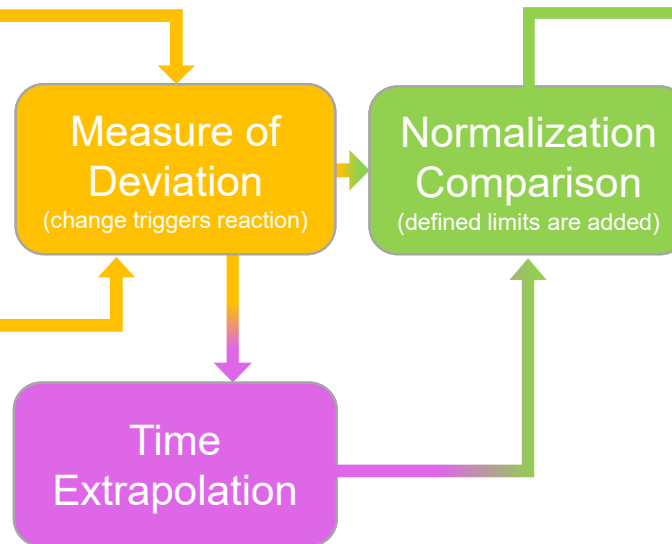 Measure of
Deviation
(change triggers reaction)
Normalization
Comparison
(defined limits are added)
Time
Extrapolation